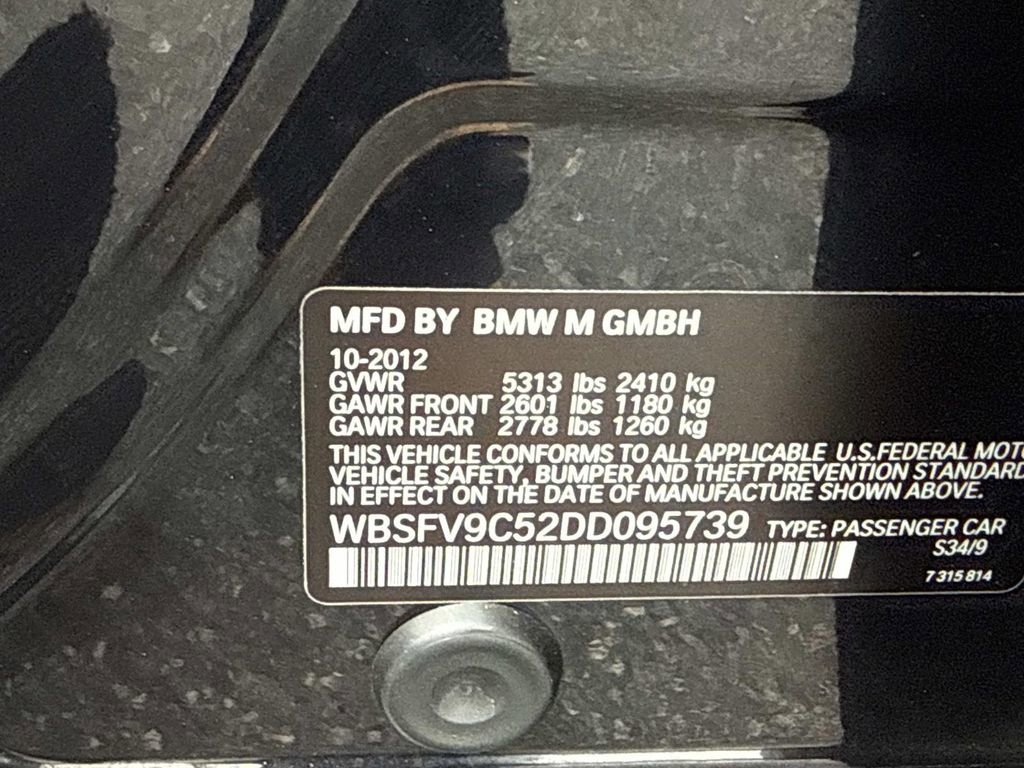 MFD BY BMW M GMBH
10-2012
GVWR 5313 lbs 2410 kg
GAWR FRONT 2601 lbs 1180 kg
GAWR REAR 2778 lbs 1260 kg
THIS VEHICLE CONFORMS TO ALL APPLICABLE U.S.FEDERAL MOTO
VEHICLE SAFETY, BUMPER AND THEFT PREVENTION STANDARD
IN EFFECT ON THE DATE OF MANUFACTURE SHOWN ABOVE.
WBSFV9C52DD095739 TYPE: PASSENGER CAR
S34/9
7 315 814